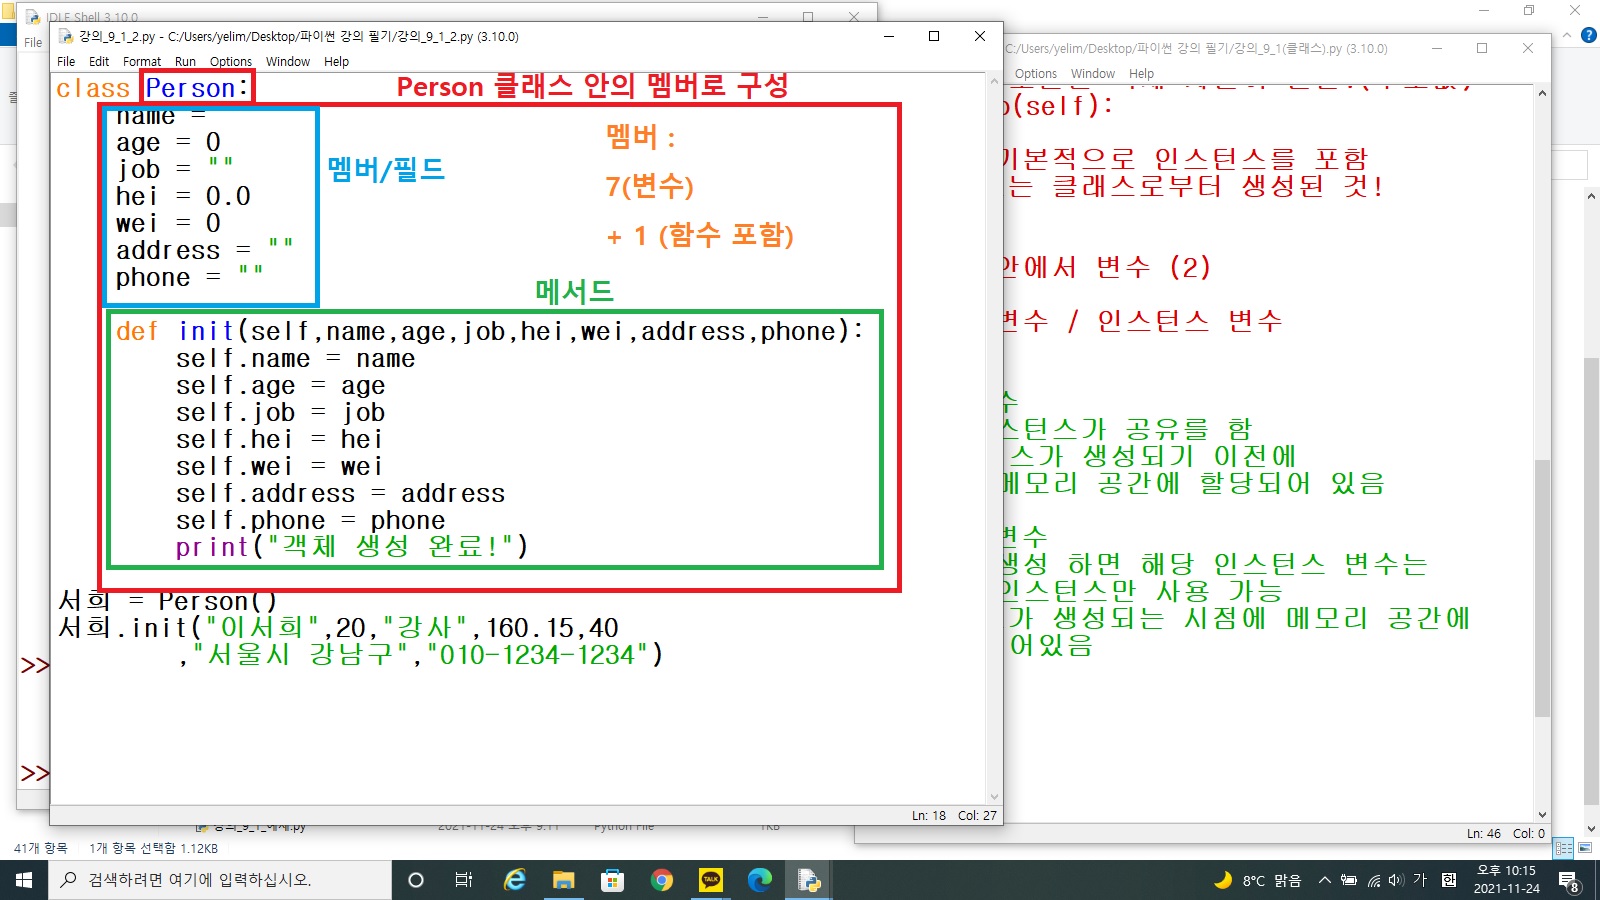 IDLE Shell 3.10.0
File
강의_9_1_2.py - C:/Users/yelim/Desktop/파이썬 강의 필기/강의_9_1_2.py (3.10.0)
File Edit Format Run Options Window Help
class Person:
Person 클래스 안의 멤버로 구성
name =
age = 0
job = ""
hei = 0.0
wei = 0
address = ""
phone = ""
멤버/필드
멤버 :
7(변수)
+ 1 (함수 포함)
메서드
def init(self,name,age,job,hei,wei,address,phone):
self.name = name
self.age = age
self.job = job
self.hei = hei
self.wei = wei
self.address = address
self.phone = phone
print("객체 생성 완료!")
서희 = Person()
서희.init("이서희",20,"강사",160.15,40
,"서울시 강남구","010-1234-1234")
>>
>>
Ln: 18 Col: 27
C:/Users/yelim/Desktop/파이썬 강의 필기/강의_9_1(클래스).py (3.10.0)
Options Window Help
(self):
기본적으로 인스턴스를 포함
는 클래스로부터 생성된 것!
안에서 변수 (2)
변수 / 인스턴스 변수
수
스턴스가 공유를 함
스가 생성되기 이전에
메모리 공간에 할당되어 있음
변수
생성 하면 해당 인스턴스 변수는
인스턴스만 사용 가능
가 생성되는 시점에 메모리 공간에
어있음
Ln: 46 Col: 0
강의_9_1_예제.py 2021-11-24 오후 9:11 Python File 1KB
41개 항목 1개 항목 선택함 1.12KB
검색하려면 여기에 입력하십시오.
TALK
8°C 맑음
가
한
오후 10:15
2021-11-24
8